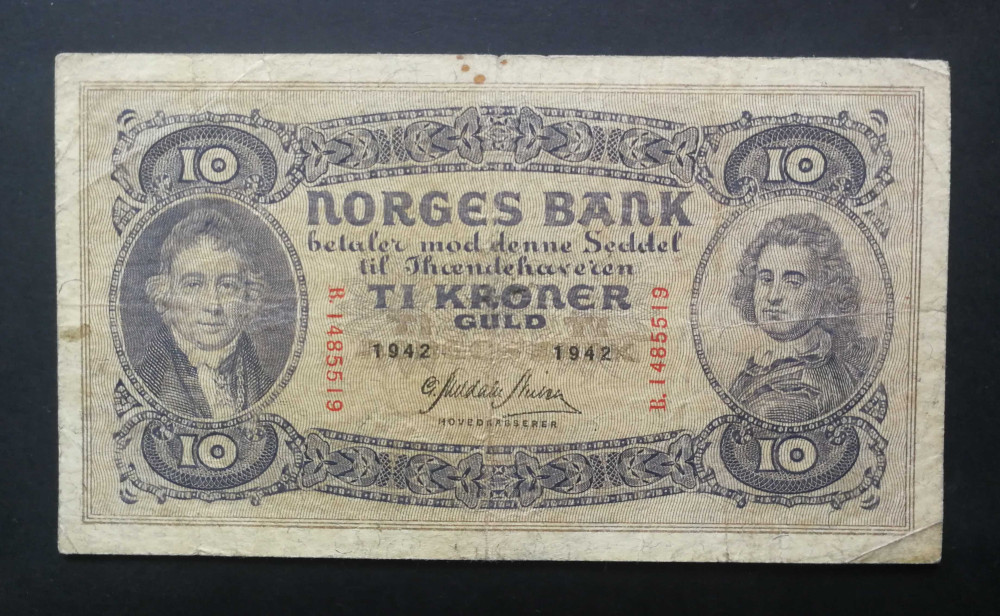 10 10
NORGES BANK
betaler mod denne Seddel
til Ihændehaveren
TI KRONER
GULD
B. 1485519
B. 1485519
1942 1942
HOVEDKASSERER
10 10